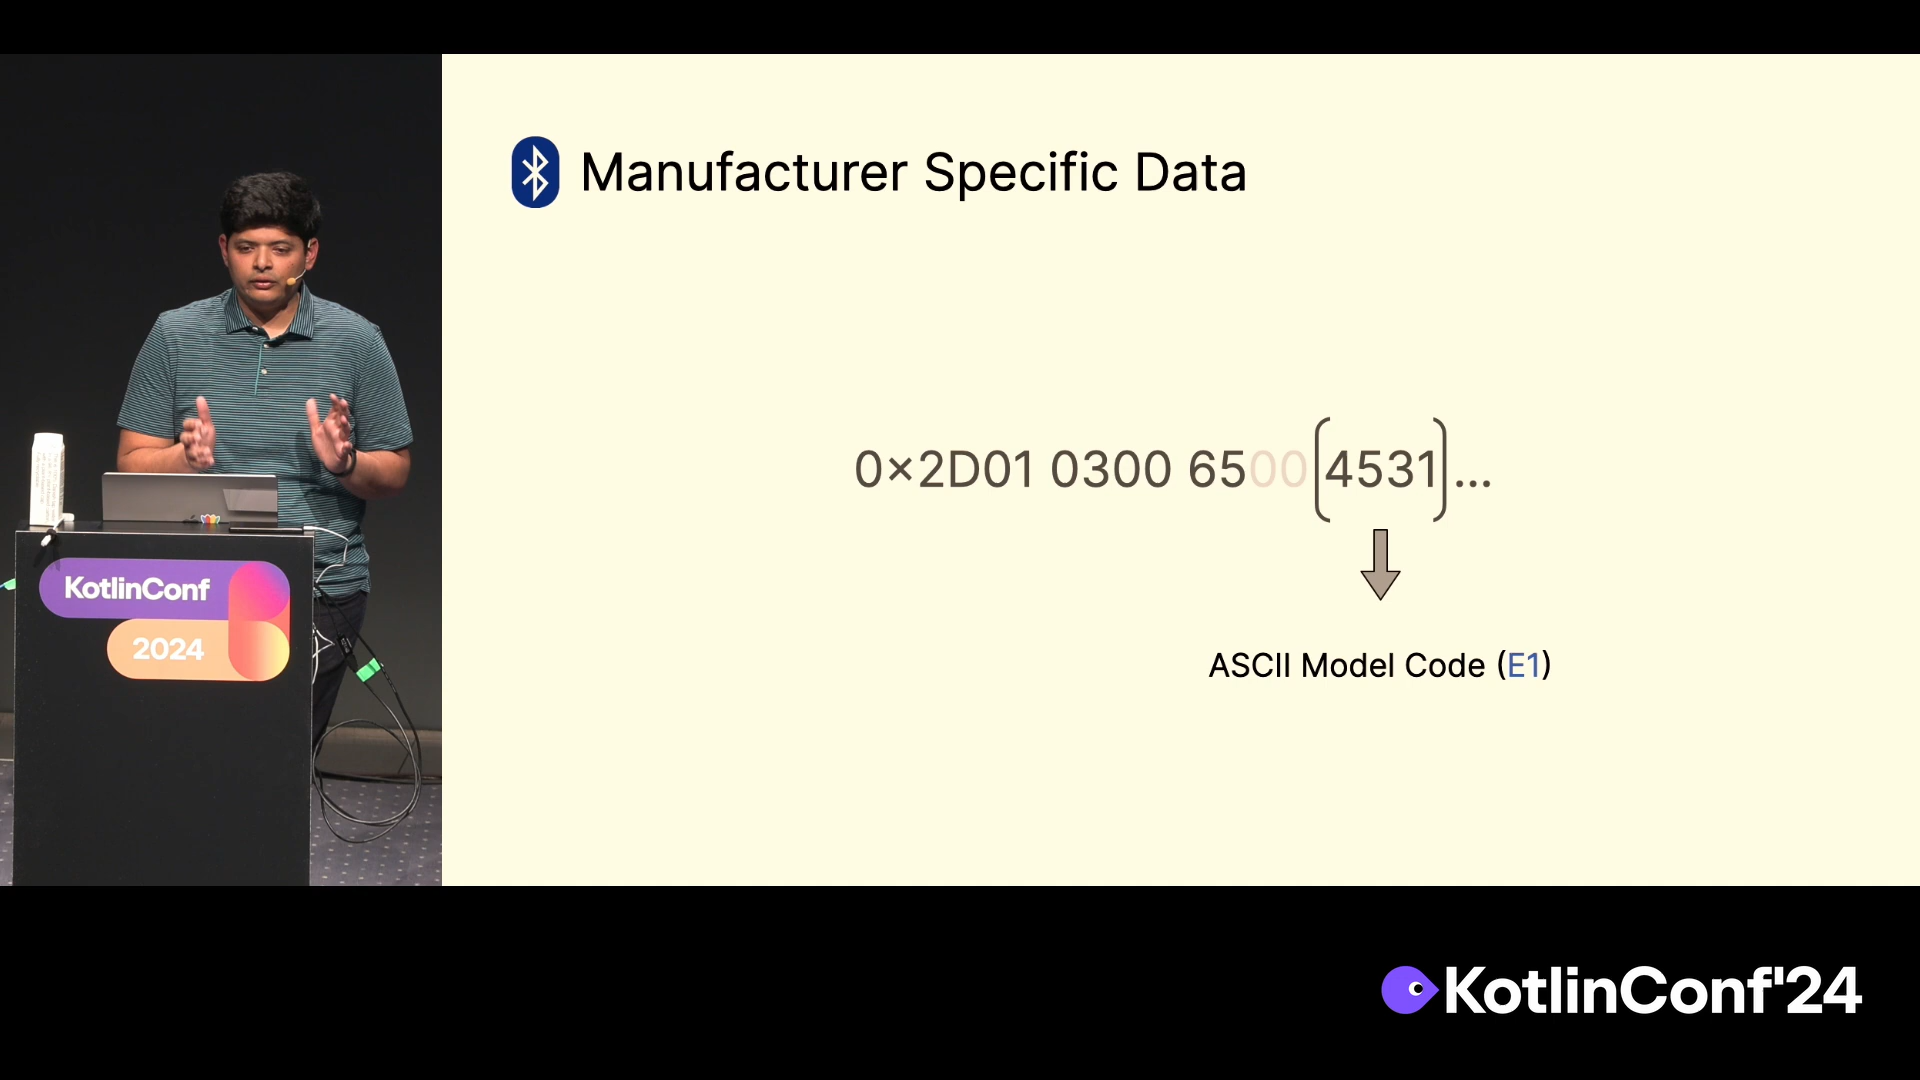 Manufacturer Specific Data
0×2D01 0300 6500 4531...
ASCII Model Code (E1)
KotlinConf
2024
KotlinConf'24